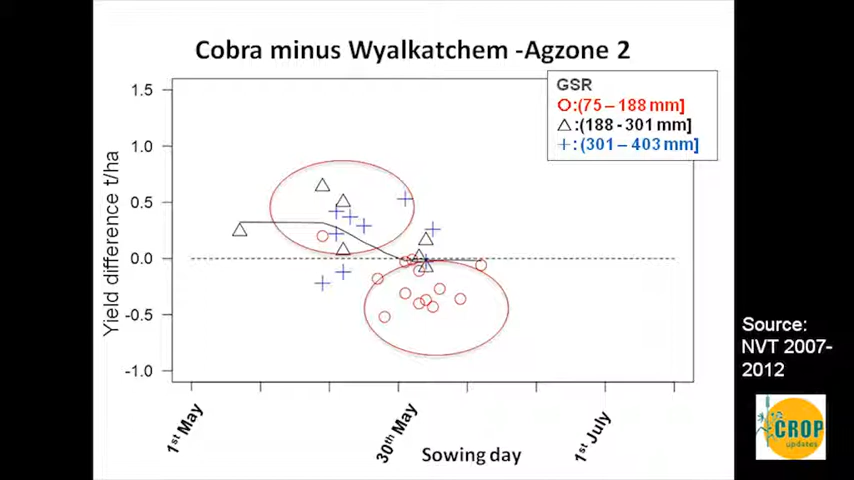 Cobra minus Wyalkatchem -Agzone 2
GSR
O:(75 – 188 mm]
△:(188 - 301 mm]
+: (301 – 403 mm]
Yield difference t/ha
1.5
1.0
0.5
0.0
-0.5
-1.0
1st May
30th May
1st July
Sowing day
Source:
NVT 2007-
2012
CROP
updates